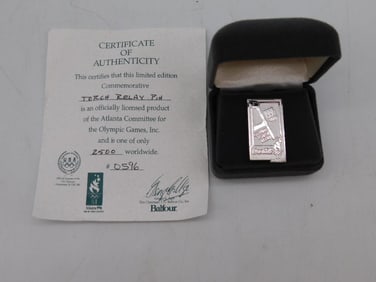 CERTIFICATE
OF
AUTHENTICITY
This certifies that this limited edition
Commemorative
TORCH RELAY PIN
is an officially licensed product
of the Atlanta Committee for
the Olympic Games, Inc.
and is one of only
2500 worldwide.
# 0596
Balfour.